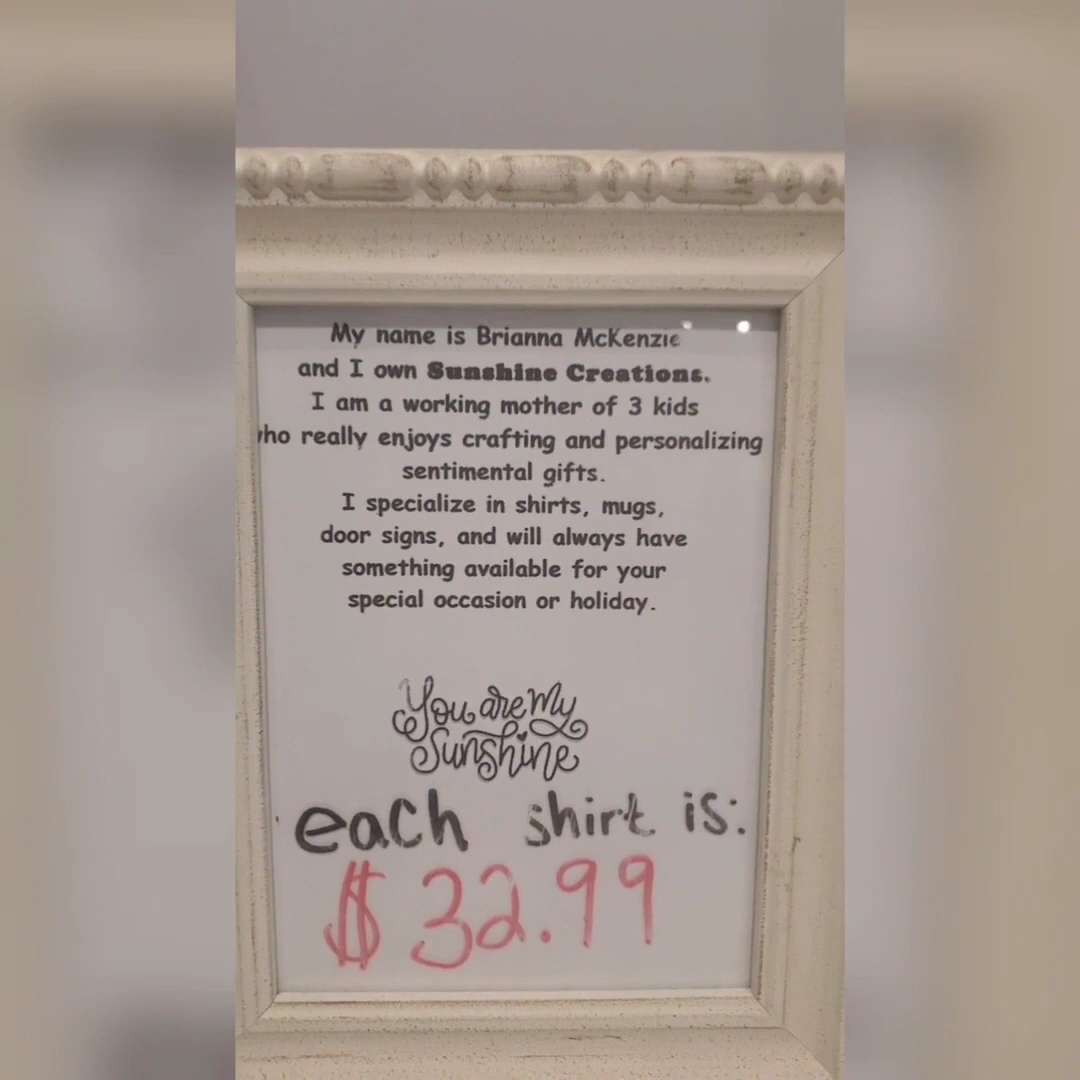 My name is Brianna McKenzie
and I own Sunshine Creations.
I am a working mother of 3 kids
who really enjoys crafting and personalizing
sentimental gifts.
I specialize in shirts, mugs,
door signs, and will always have
something available for your
special occasion or holiday.
You are My
Sunshine
each shirt is:
$32.99